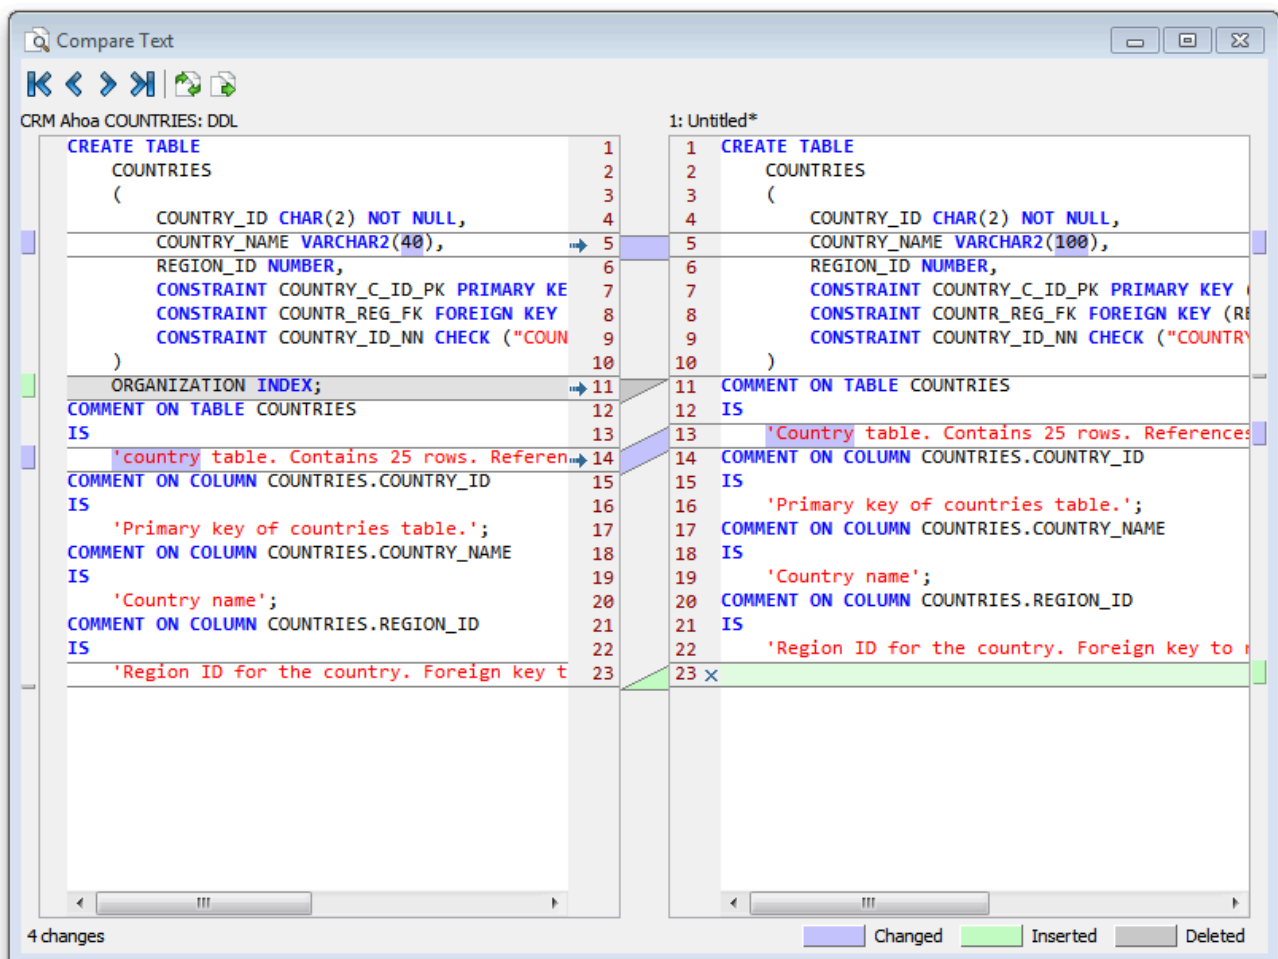 Compare Text
CRM Ahoa COUNTRIES: DDL
CREATE TABLE 1
COUNTRIES 2
( 3
COUNTRY_ID CHAR(2) NOT NULL, 4
COUNTRY_NAME VARCHAR2(40), 5
REGION_ID NUMBER, 6
CONSTRAINT COUNTRY_C_ID_PK PRIMARY KE 7
CONSTRAINT COUNTR_REG_FK FOREIGN KEY 8
CONSTRAINT COUNTRY_ID_NN CHECK ("COUN 9
) 10
ORGANIZATION INDEX; 11
COMMENT ON TABLE COUNTRIES 12
IS 13
'country table. Contains 25 rows. Referen 14
COMMENT ON COLUMN COUNTRIES.COUNTRY_ID 15
IS 16
'Primary key of countries table.'; 17
COMMENT ON COLUMN COUNTRIES.COUNTRY_NAME 18
IS 19
'Country name'; 20
COMMENT ON COLUMN COUNTRIES.REGION_ID 21
IS 22
'Region ID for the country. Foreign key t 23
1: Untitled*
1 CREATE TABLE
2 COUNTRIES
3 (
4 COUNTRY_ID CHAR(2) NOT NULL,
5 COUNTRY_NAME VARCHAR2(100),
6 REGION_ID NUMBER,
7 CONSTRAINT COUNTRY_C_ID_PK PRIMARY KEY (
8 CONSTRAINT COUNTR_REG_FK FOREIGN KEY (RE
9 CONSTRAINT COUNTRY_ID_NN CHECK ("COUNTRY
10 )
11 COMMENT ON TABLE COUNTRIES
12 IS
13 'Country table. Contains 25 rows. References
14 COMMENT ON COLUMN COUNTRIES.COUNTRY_ID
15 IS
16 'Primary key of countries table.';
17 COMMENT ON COLUMN COUNTRIES.COUNTRY_NAME
18 IS
19 'Country name';
20 COMMENT ON COLUMN COUNTRIES.REGION_ID
21 IS
22 'Region ID for the country. Foreign key to r
23
4 changes
Changed Inserted Deleted